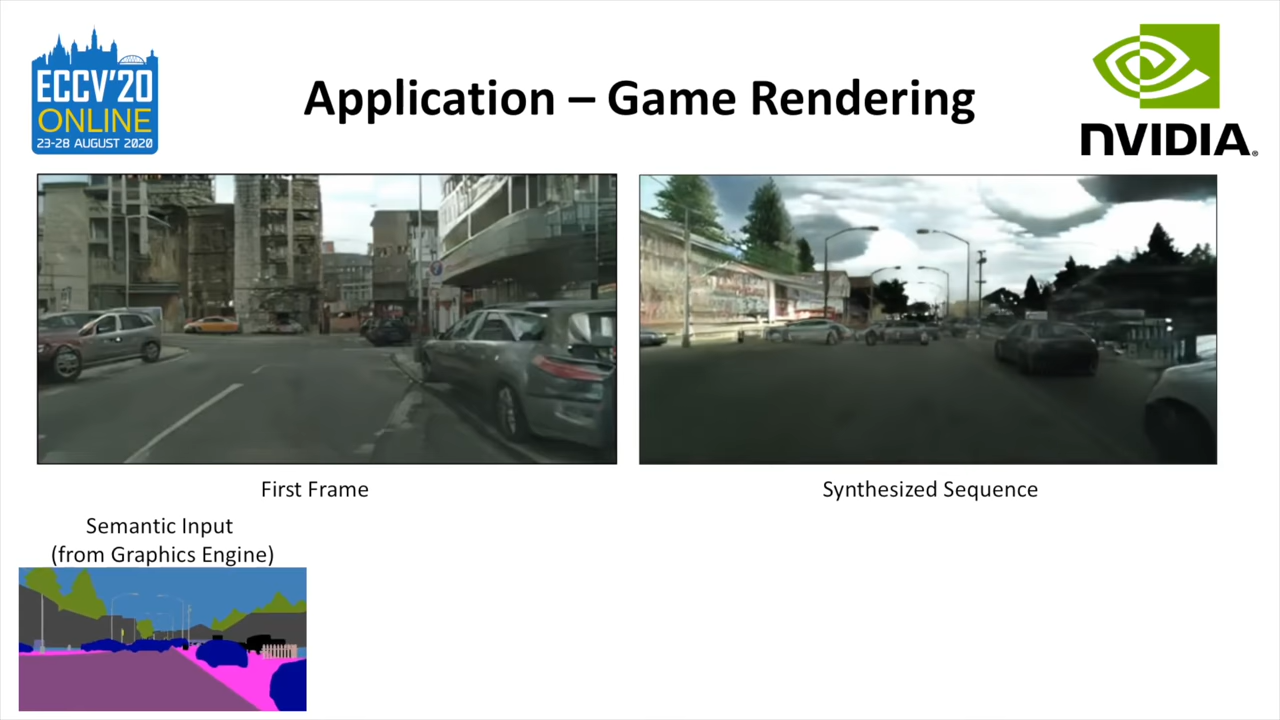 ECCV'20
ONLINE
23-28 AUGUST 2020
Application – Game Rendering
NVIDIA®
First Frame
Synthesized Sequence
Semantic Input
(from Graphics Engine)